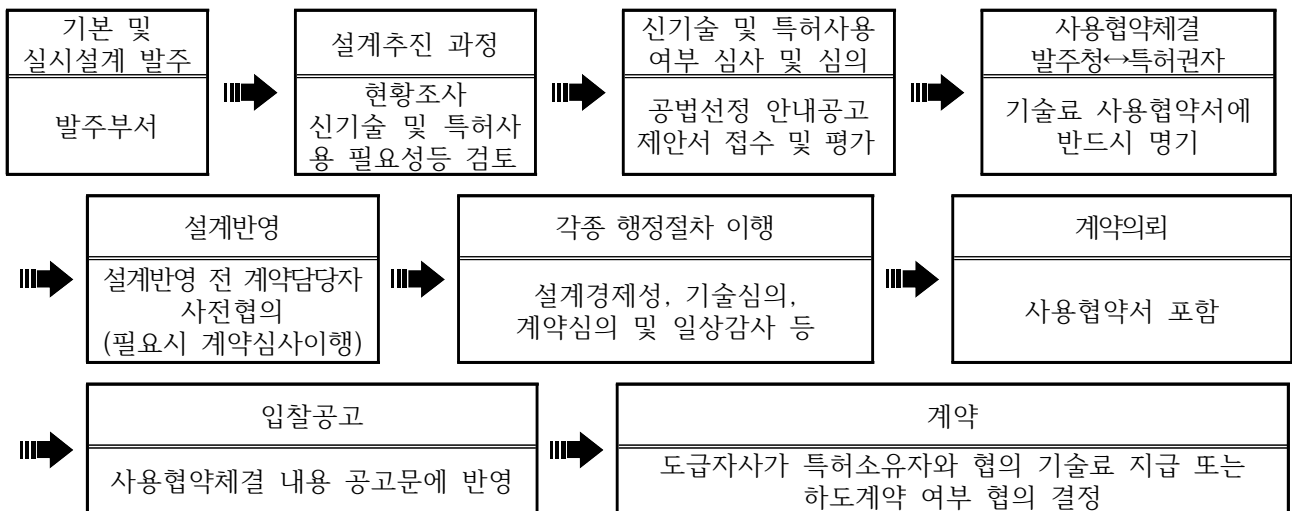 기본 및
실시설계 발주
발주부서
설계추진 과정
현황조사
신기술 및 특허사
용 필요성등 검토
신기술 및 특허사용
여부 심사 및 심의
공법선정 안내공고
제안서 접수 및 평가
사용협약체결
발주청↔특허권자
기술료 사용협약서에
반드시 명기
설계반영
설계반영 전 계약담당자
사전협의
(필요시 계약심사이행)
각종 행정절차 이행
설계경제성, 기술심의,
계약심의 및 일상감사 등
계약의뢰
사용협약서 포함
입찰공고
사용협약체결 내용 공고문에 반영
계약
도급자사가 특허소유자와 협의 기술료 지급 또는
하도계약 여부 협의 결정